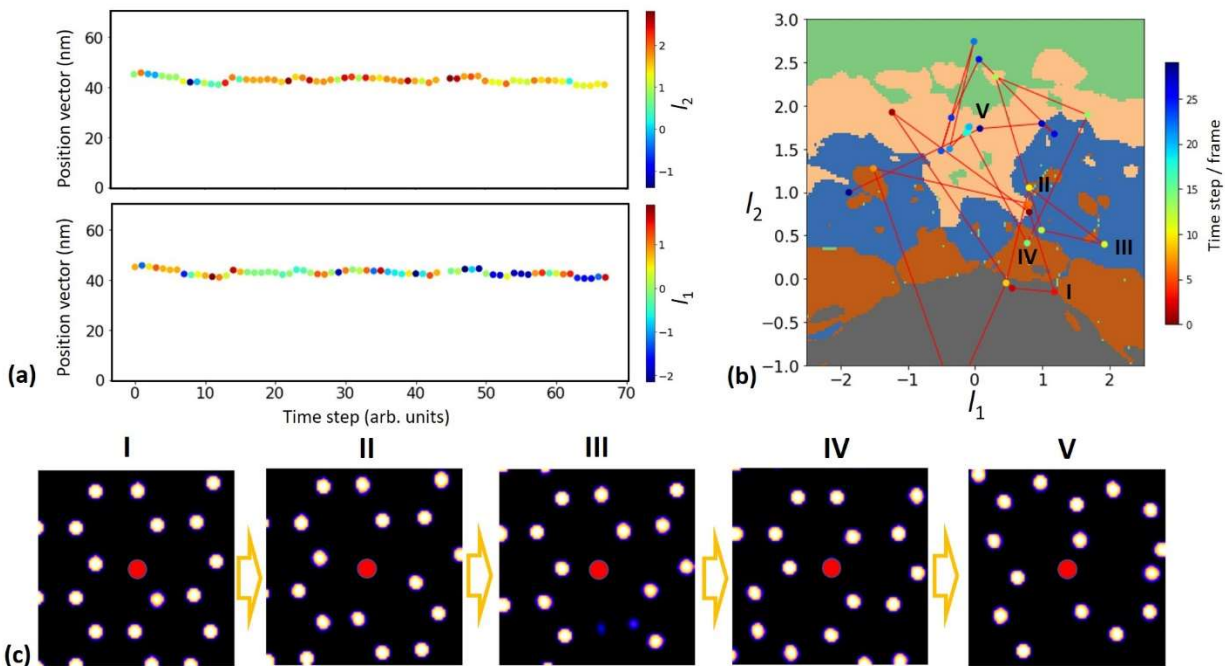 Position vector (nm)
60
40
20
0
2
1
0
−1
l2
Position vector (nm)
60
40
20
0
1
0
−1
−2
l1
0 10 20 30 40 50 60 70
Time step (arb. units)
(a)
3.0
2.5
2.0
1.5
1.0
0.5
0.0
−0.5
−1.0
l2
−2 −1 0 1 2
l1
V
II
III
IV
I
25
20
15
10
5
0
Time step / frame
(b)
I II III IV V
(c)